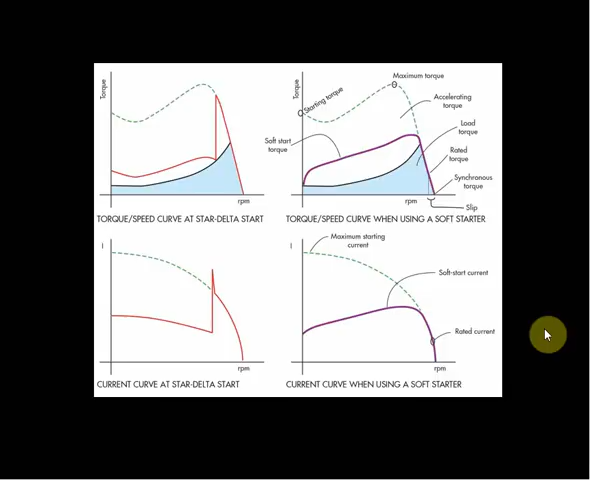 Torque
rpm
TORQUE/SPEED CURVE AT STAR-DELTA START
Torque
Starting torque
Maximum torque
Accelerating
torque
Load
torque
Soft start
torque
Rated
torque
Synchronous
torque
rpm
Slip
TORQUE/SPEED CURVE WHEN USING A SOFT STARTER
I
rpm
CURRENT CURVE AT STAR-DELTA START
I
Maximum starting
current
Soft-start current
Rated current
rpm
CURRENT CURVE WHEN USING A SOFT STARTER